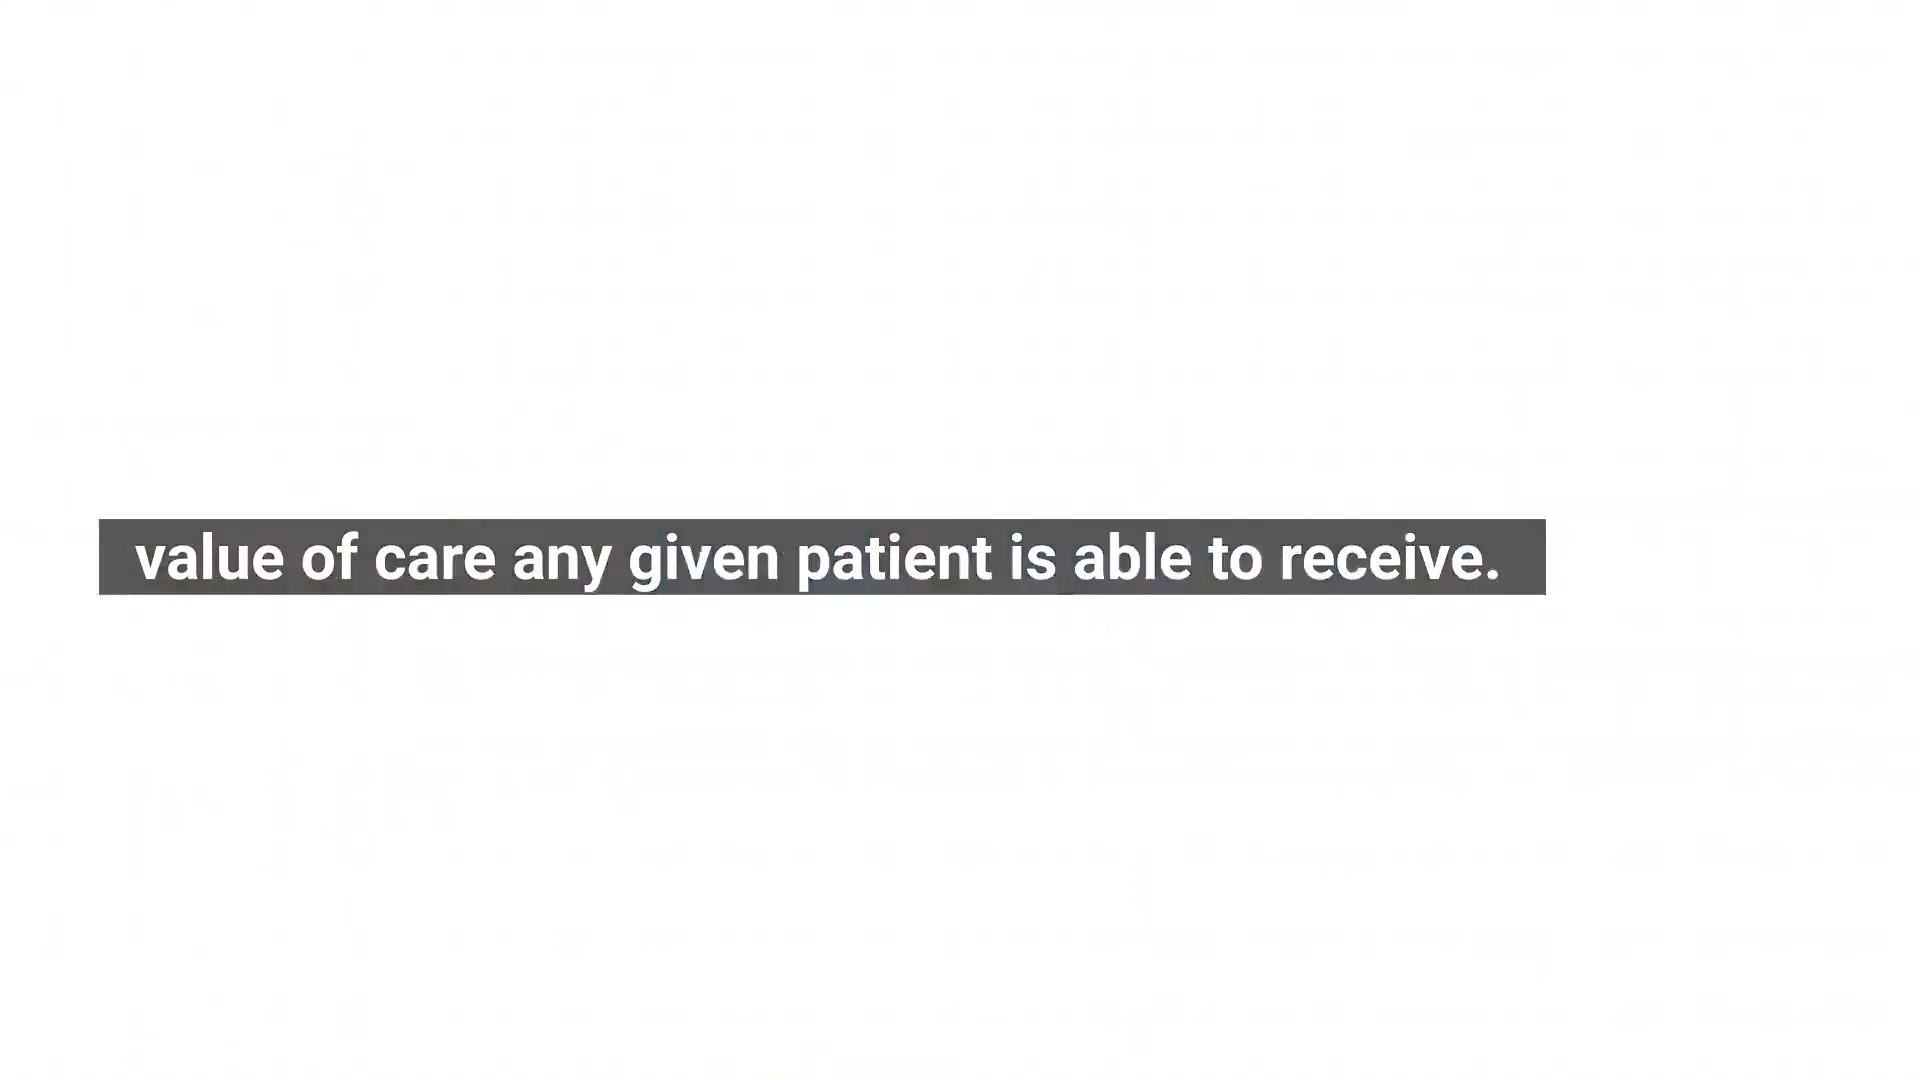 value of care any given patient is able to receive.